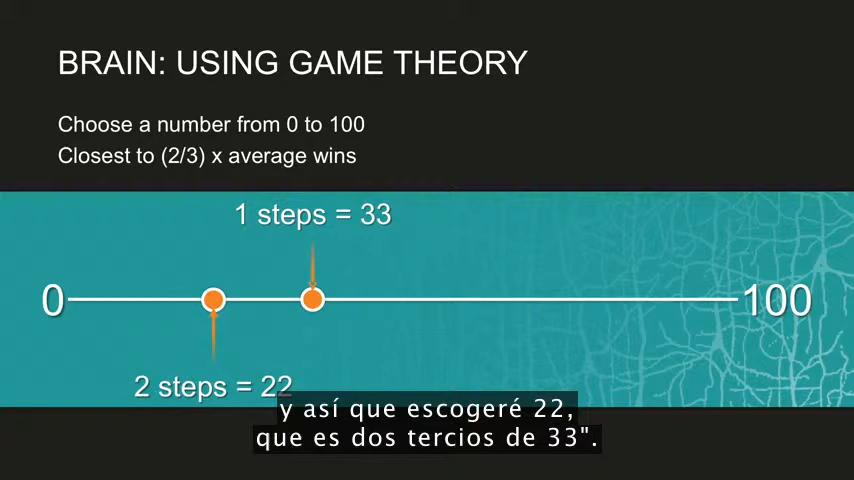 BRAIN: USING GAME THEORY
Choose a number from 0 to 100
Closest to (2/3) x average wins
1 steps = 33
0
100
2 steps = 22
y así que escogeré 22,
que es dos tercios de 33".